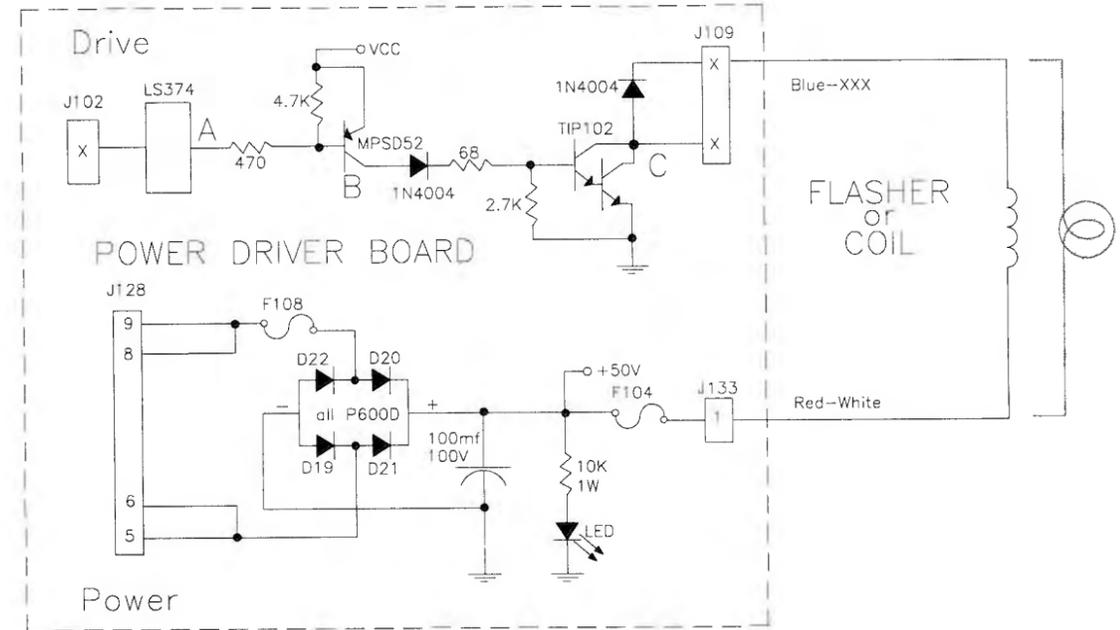 Drive
VCC
J109
X
1N4004
Blue-XXX
LS374
4.7K
J102
A
TIP102
X
MPSD52
68
X
470
C
B
1N4004
2.7K
FLASHER
or
COIL
POWER DRIVER BOARD
J128
F108
9
8
D22
D20
+50V
F104
J133
Red-White
–
all P600D
+
1
100mf
100V
D19
D21
10K
1W
6
LED
5
Power